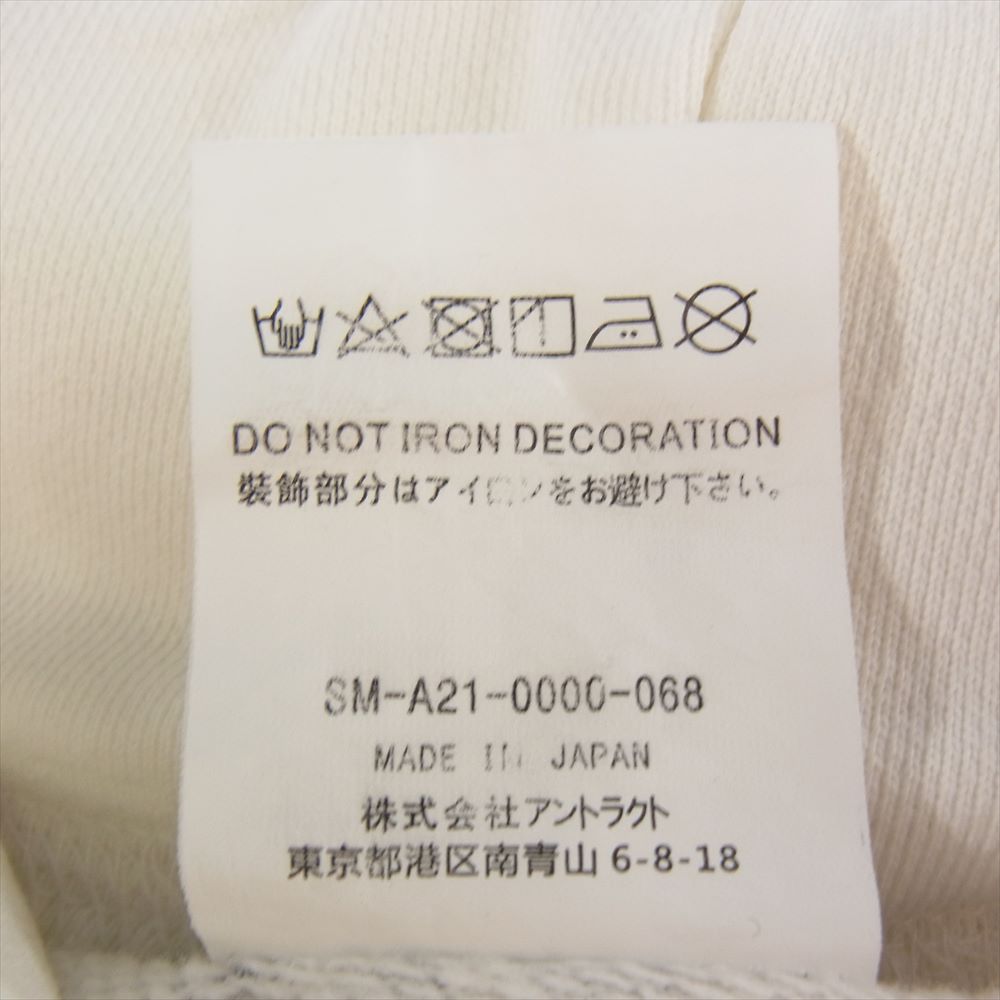 DO NOT IRON DECORATION
装飾部分はアイロンをお避け下さい。
SM-A21-0000-068
MADE IN JAPAN
株式会社アントラクト
東京都港区南青山6-8-18